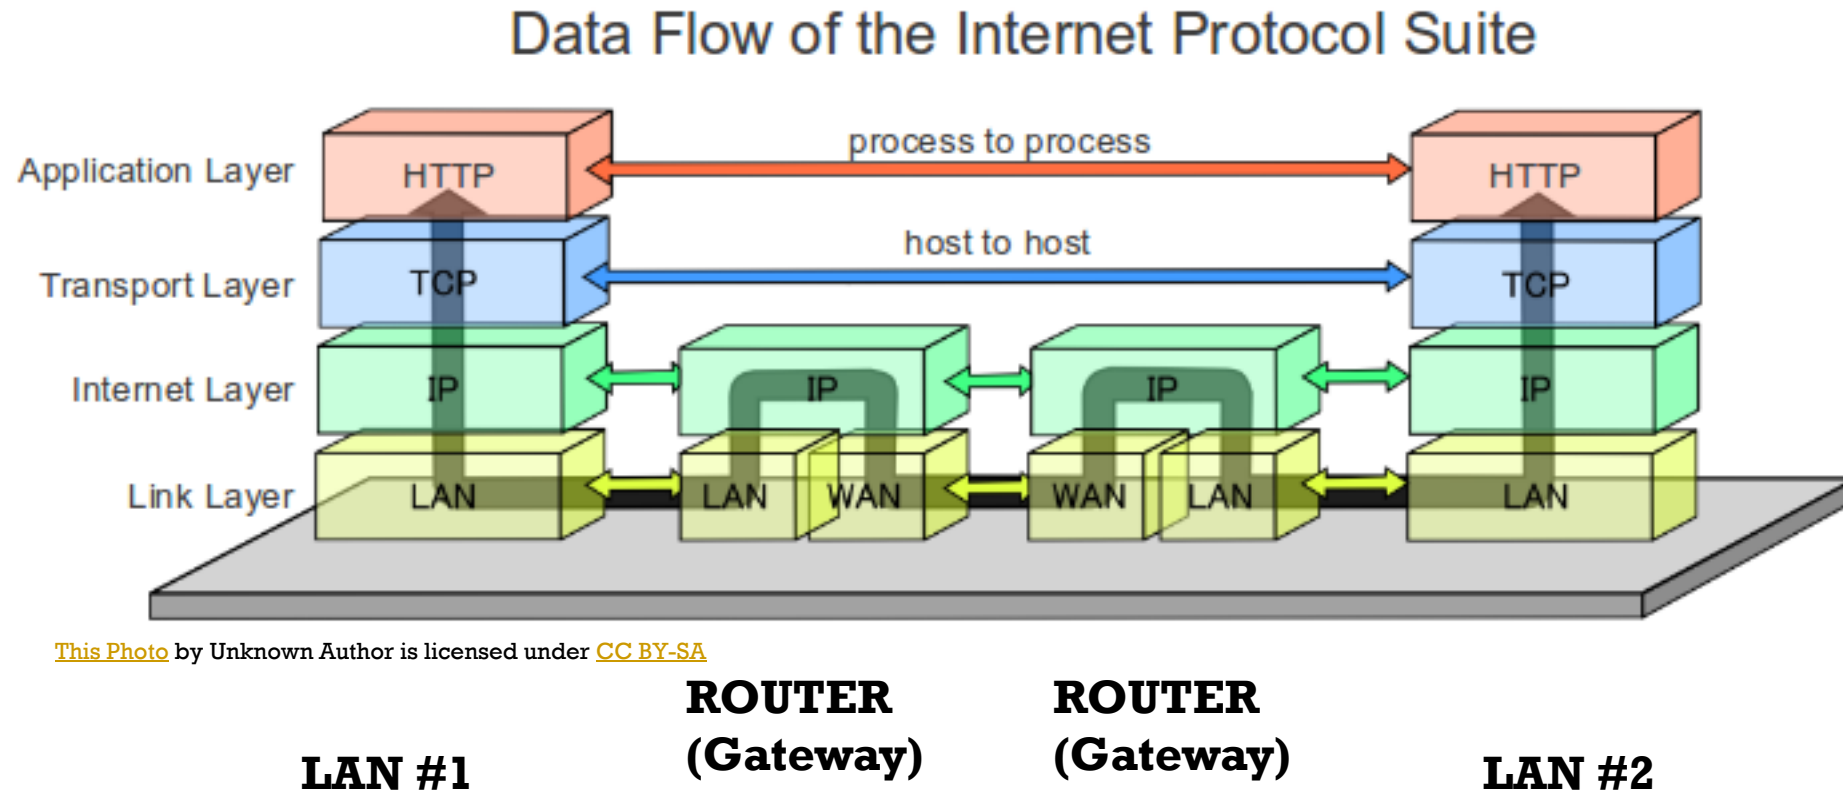 Data Flow of the Internet Protocol Suite
Application Layer
HTTP
process to process
HTTP
Transport Layer
TCP
host to host
TCP
Internet Layer
IP
IP
IP
IP
Link Layer
LAN
LAN
WAN
WAN
LAN
LAN
This Photo by Unknown Author is licensed under CC BY-SA
LAN #1
ROUTER
(Gateway)
ROUTER
(Gateway)
LAN #2